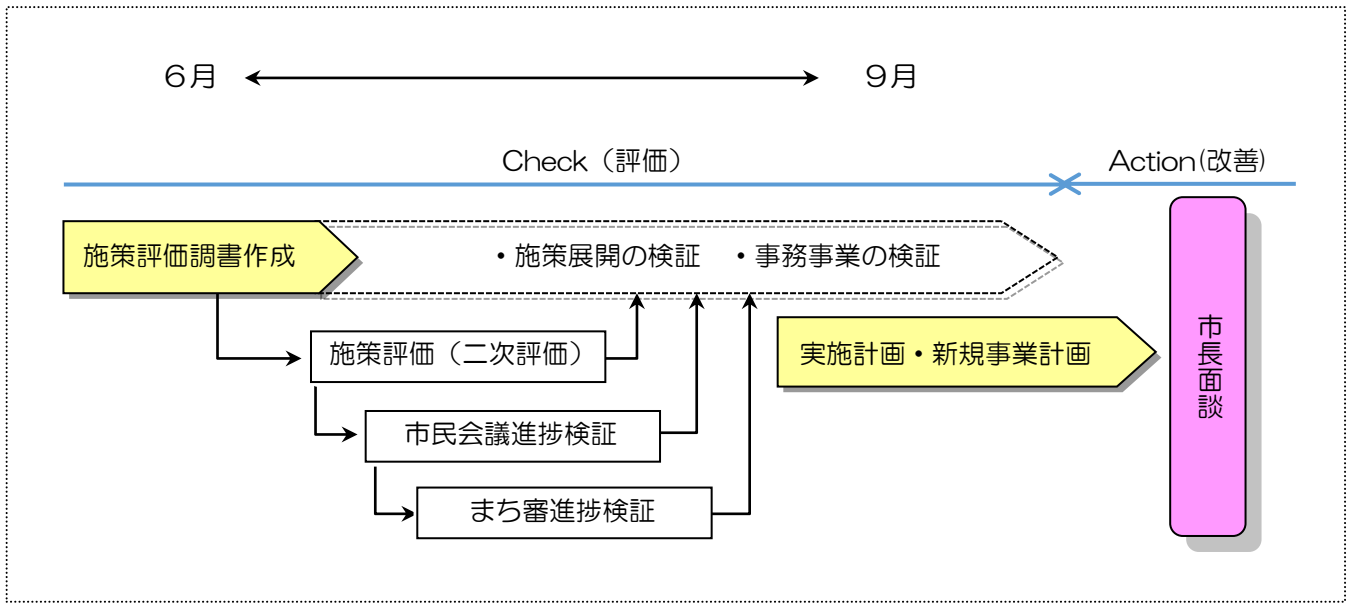 ６月
９月
Check（評価）
Action(改善)
施策評価調書作成
・施策展開の検証　・事務事業の検証
施策評価（二次評価）
実施計画・新規事業計画
市長面談
市民会議進捗検証
まち審進捗検証